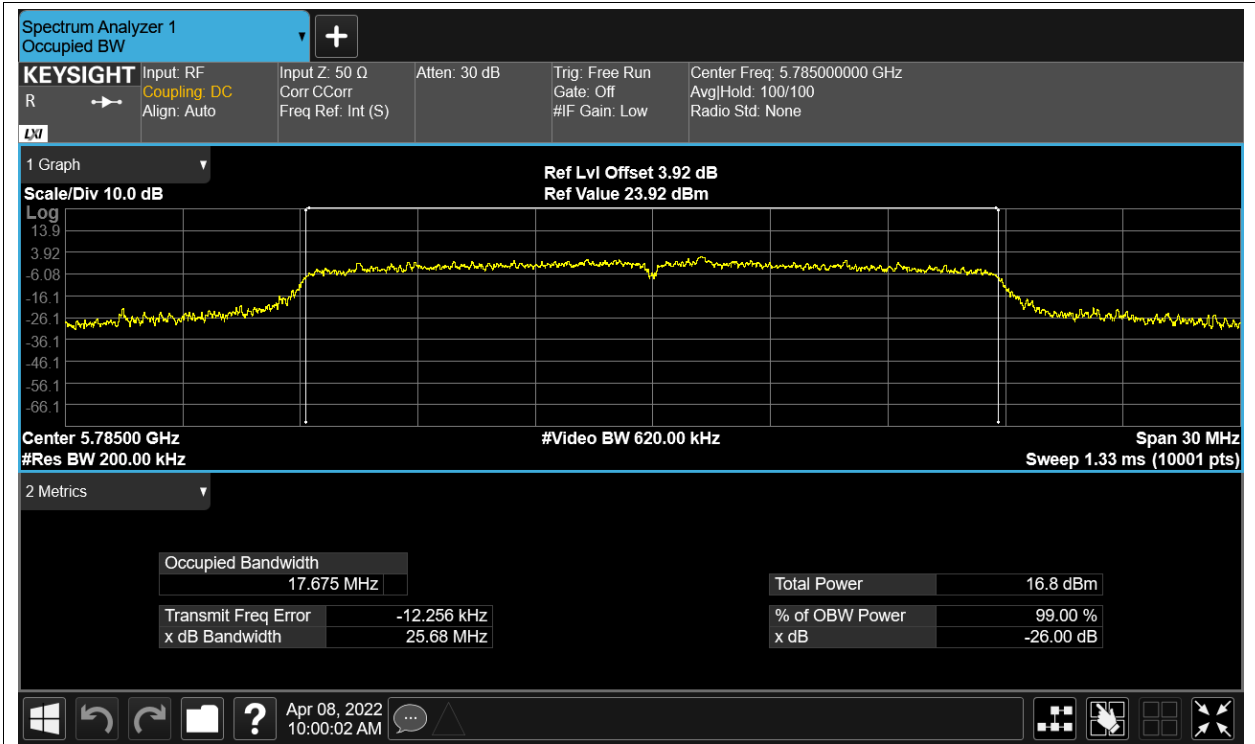 Spectrum Analyzer 1
Occupied BW
KEYSIGHT
R
LXI
Input: RF
Coupling: DC
Align: Auto
Input Z: 50 Ω
Corr CCorr
Freq Ref: Int (S)
Atten: 30 dB
Trig: Free Run
Gate: Off
#IF Gain: Low
Center Freq: 5.785000000 GHz
Avg|Hold: 100/100
Radio Std: None
1 Graph
Scale/Div 10.0 dB
Ref Lvl Offset 3.92 dB
Ref Value 23.92 dBm
Log
13.9
3.92
-6.08
-16.1
-26.1
-36.1
-46.1
-56.1
-66.1
Center 5.78500 GHz
#Video BW 620.00 kHz
Span 30 MHz
#Res BW 200.00 kHz
Sweep 1.33 ms (10001 pts)
2 Metrics
Occupied Bandwidth
17.675 MHz
Total Power 16.8 dBm
Transmit Freq Error -12.256 kHz
% of OBW Power 99.00 %
x dB Bandwidth 25.68 MHz
x dB -26.00 dB
?
Apr 08, 2022
10:00:02 AM